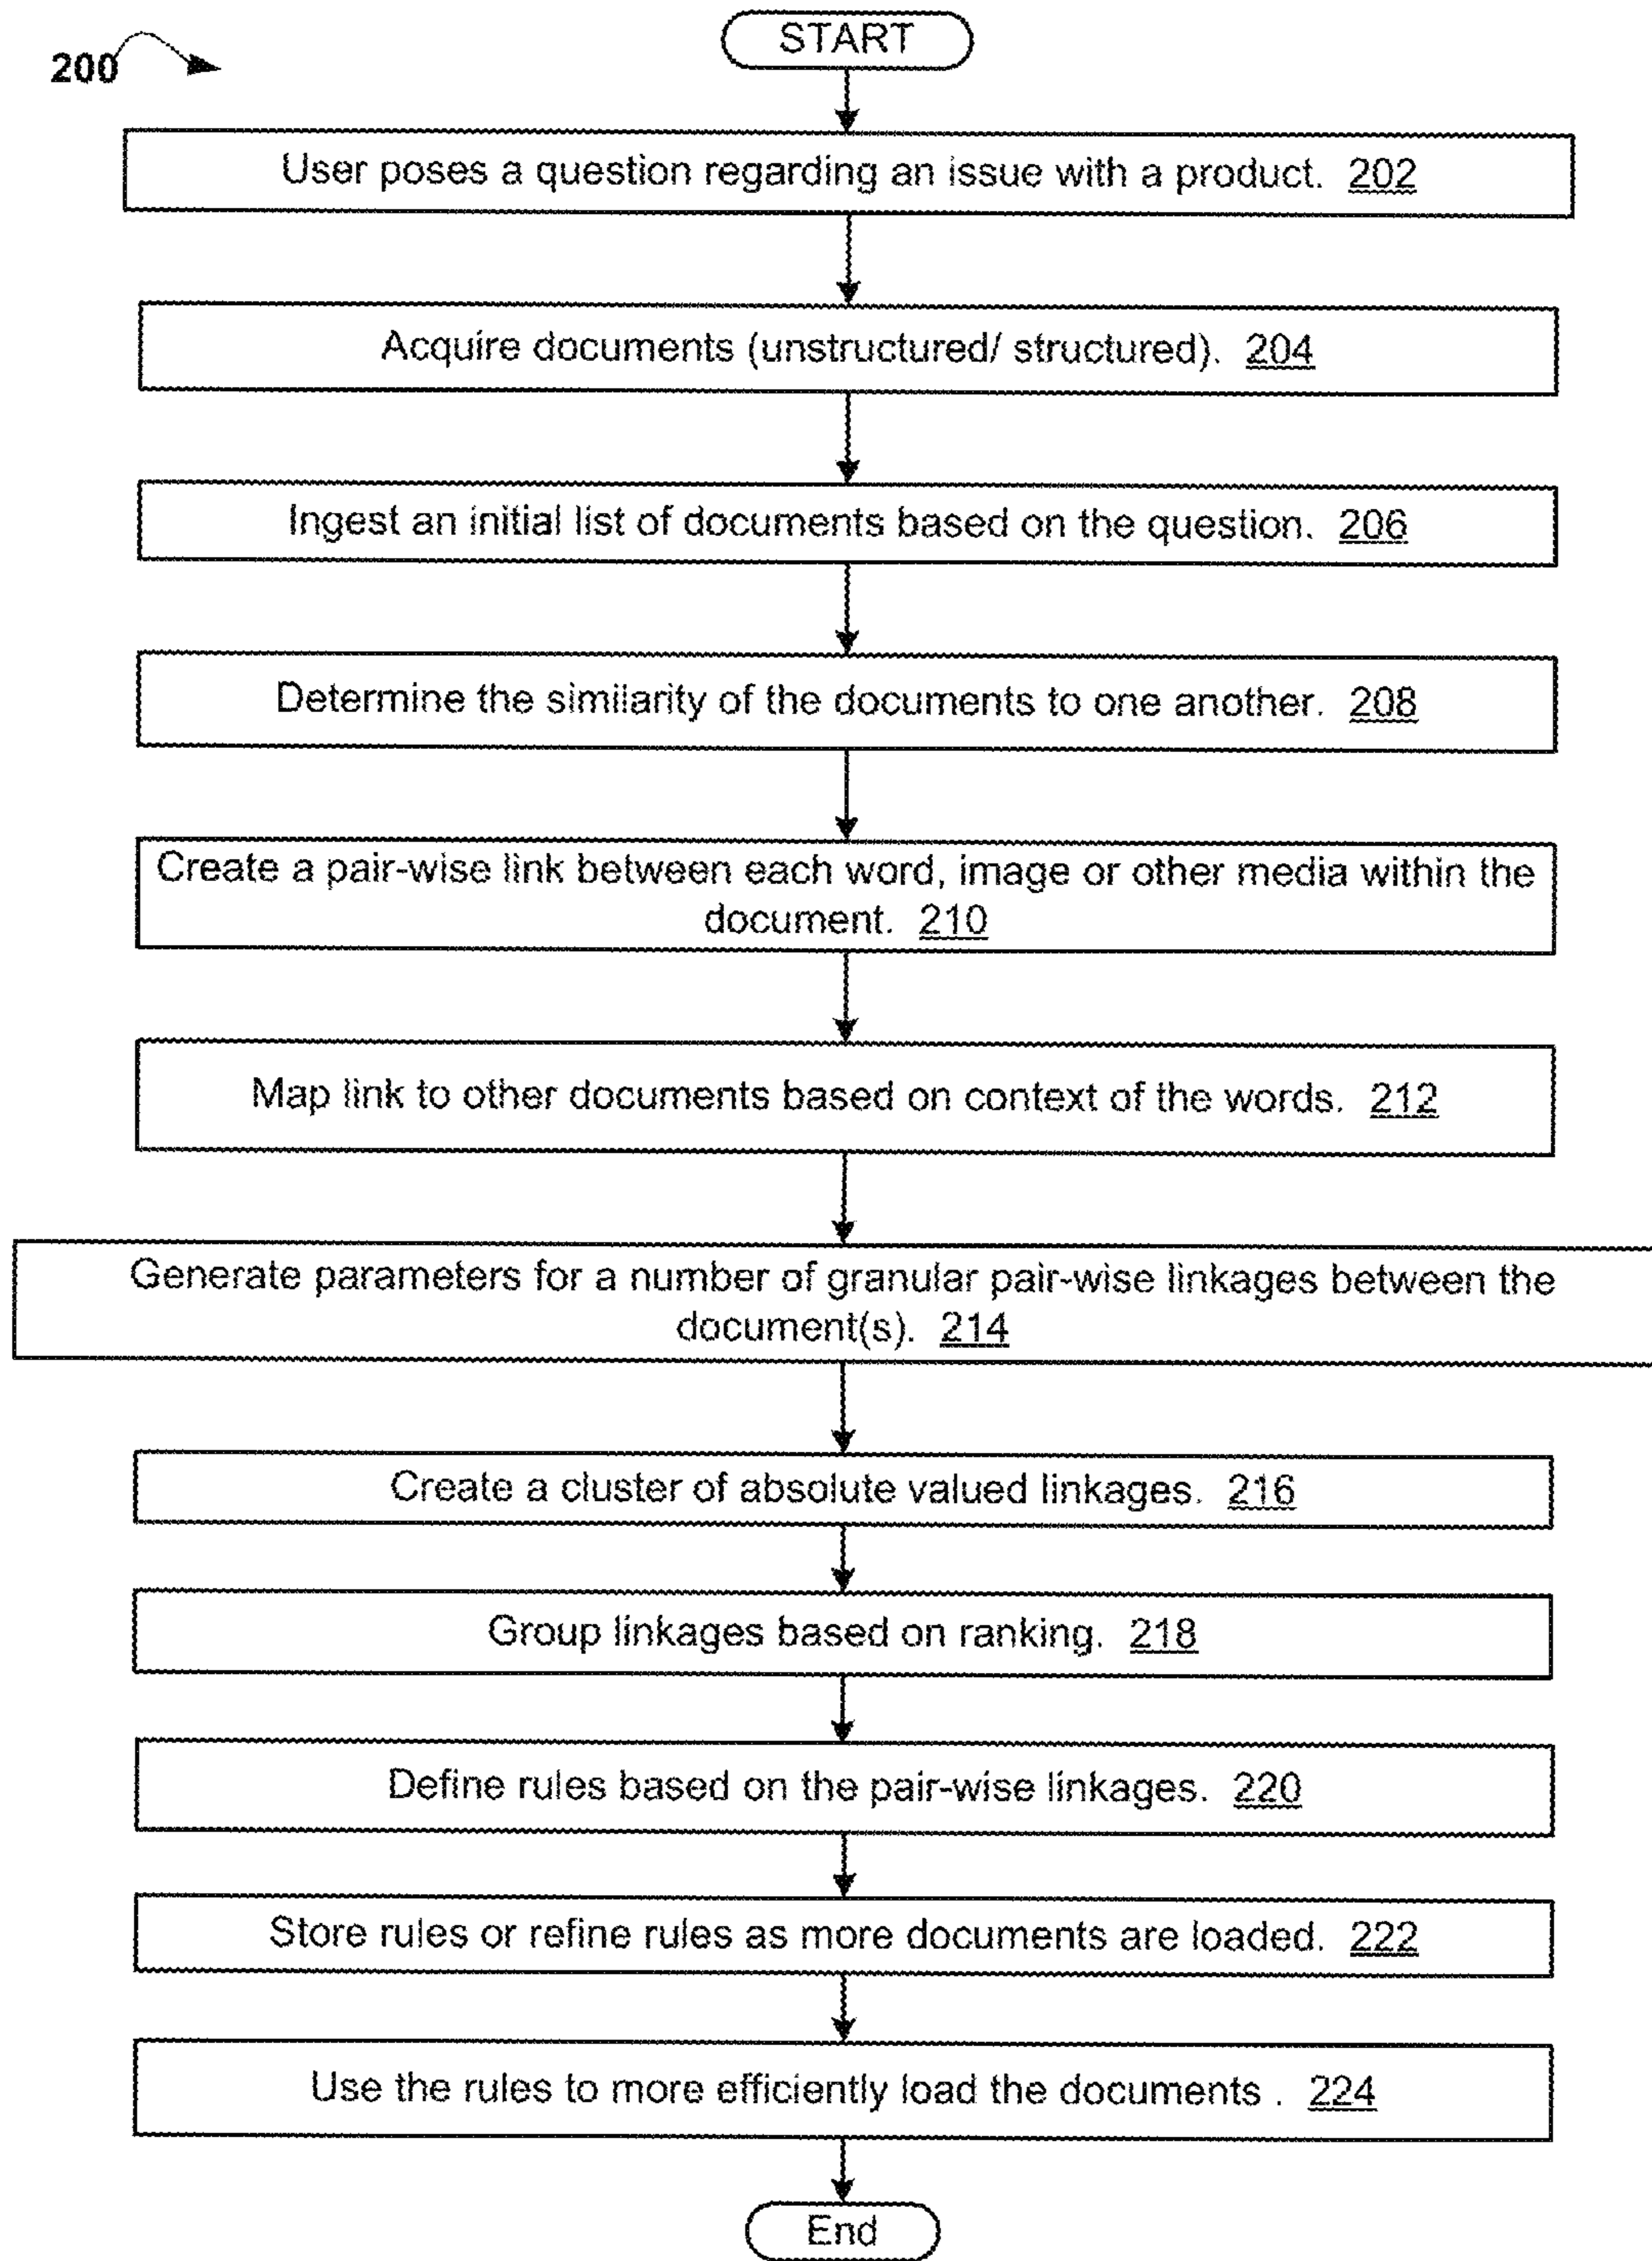 200
START
User poses a question regarding an issue with a product. 202
Acquire documents (unstructured/ structured). 204
Ingest an initial list of documents based on the question. 206
Determine the similarity of the documents to one another. 208
Create a pair-wise link between each word, image or other media within the
document. 210
Map link to other documents based on context of the words. 212
Generate parameters for a number of granular pair-wise linkages between the
document(s). 214
Create a cluster of absolute valued linkages. 216
Group linkages based on ranking. 218
Define rules based on the pair-wise linkages. 220
Store rules or refine rules as more documents are loaded. 222
Use the rules to more efficiently load the documents . 224
End